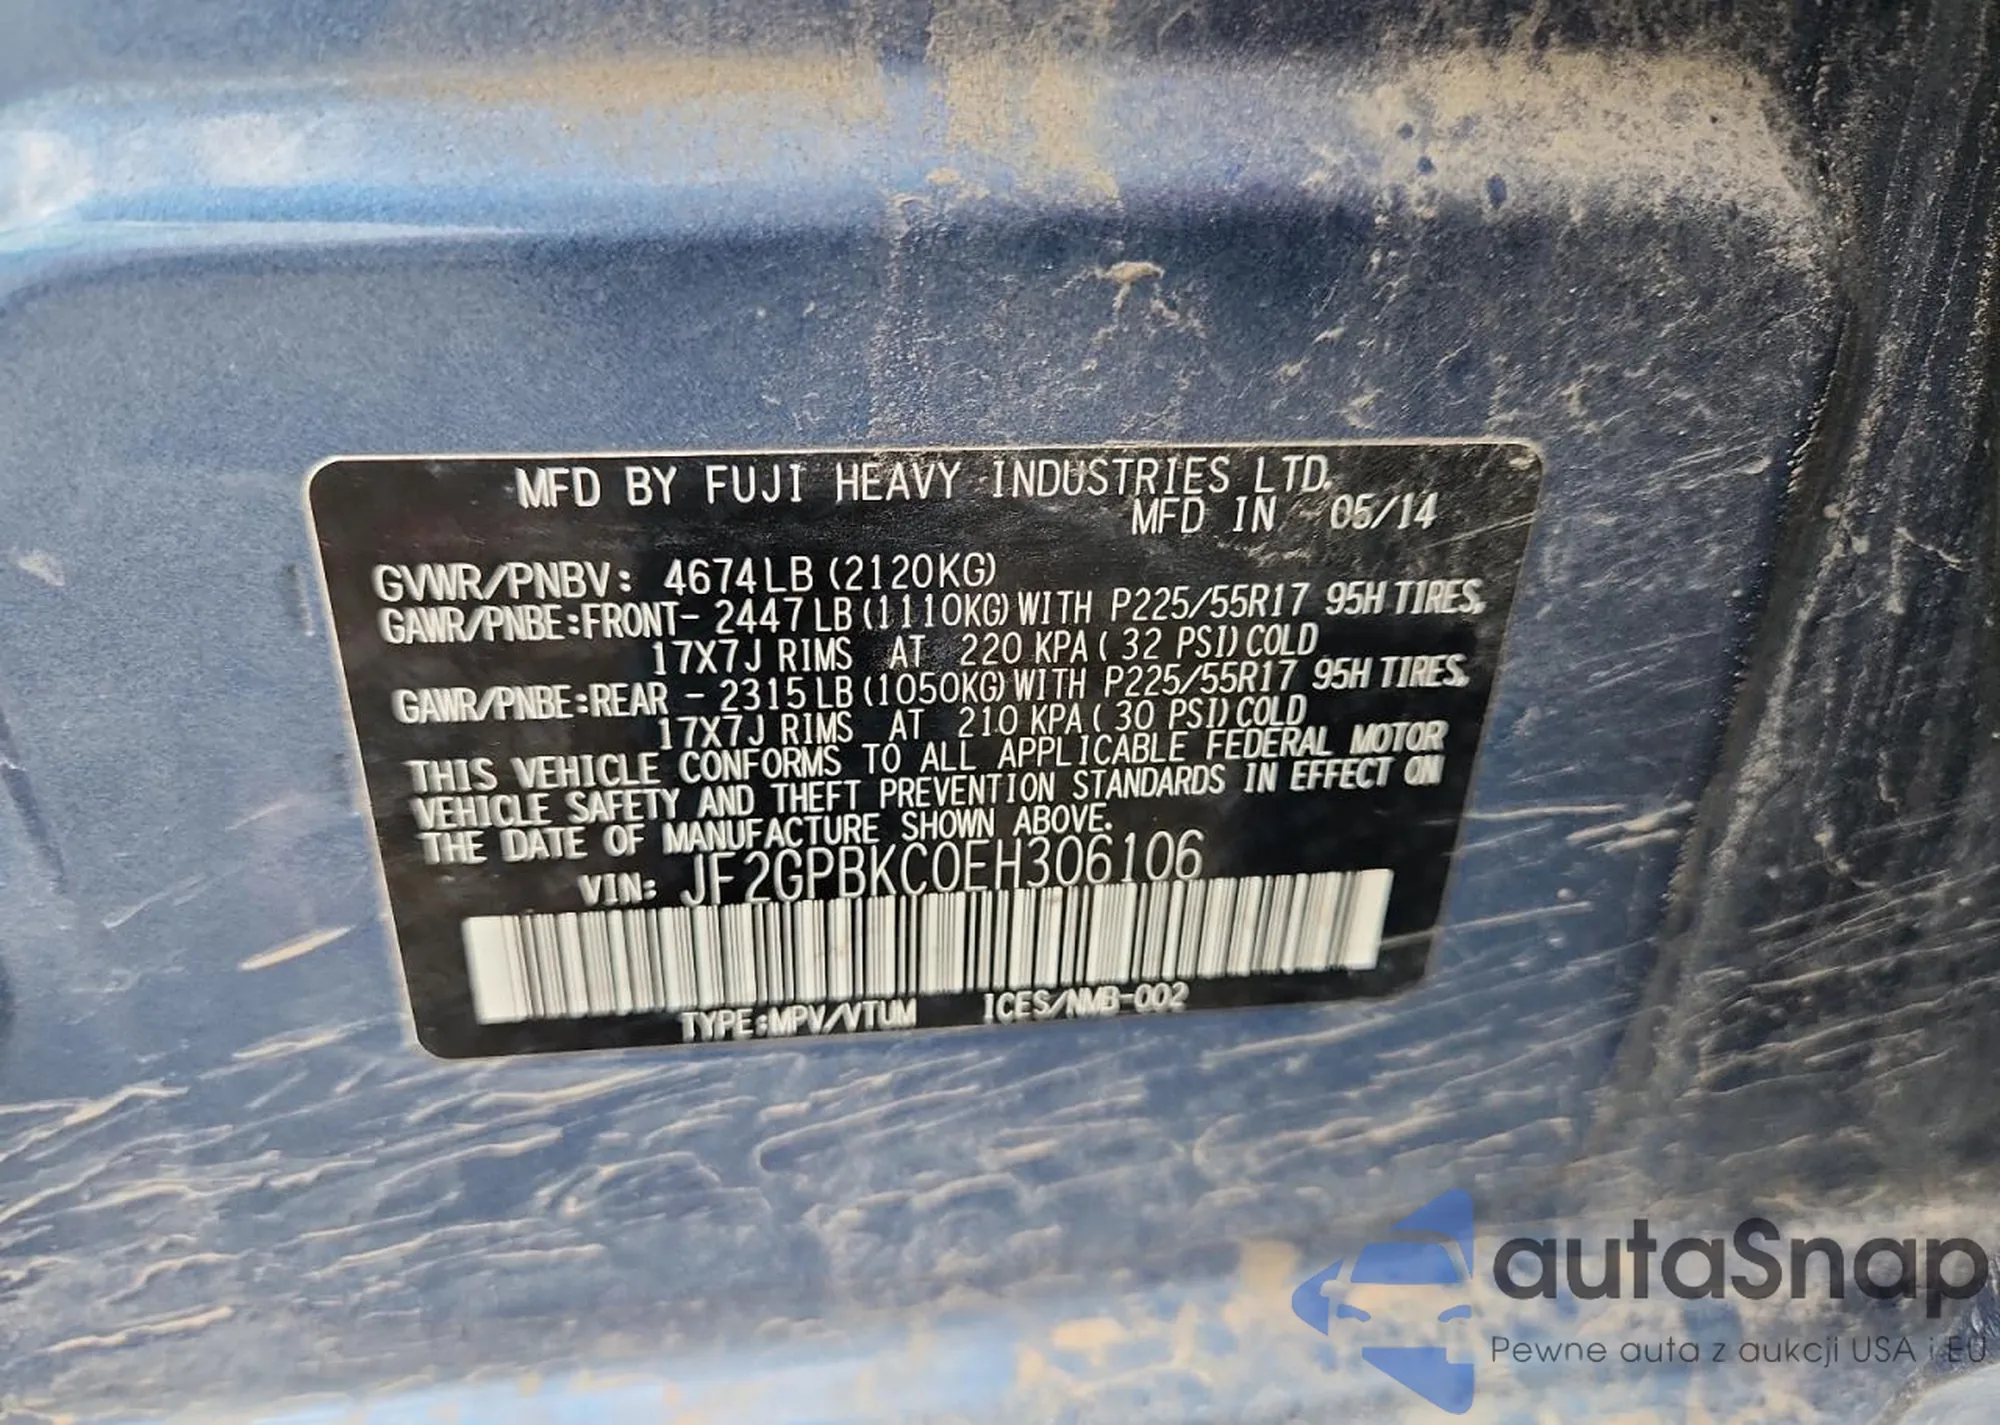 MFD BY FUJI HEAVY INDUSTRIES LTD.
MFD IN 05/14
GVWR/PNBV: 4674LB (2120KG)
GAWR/PNBE:FRONT- 2447LB (1110KG) WITH P225/55R17 95H TIRES,
17X7J RIMS AT 220 KPA ( 32 PSI) COLD
GAWR/PNBE:REAR - 2315LB (1050KG) WITH P225/55R17 95H TIRES,
17X7J RIMS AT 210 KPA ( 30 PSI) COLD
THIS VEHICLE CONFORMS TO ALL APPLICABLE FEDERAL MOTOR
VEHICLE SAFETY AND THEFT PREVENTION STANDARDS IN EFFECT ON
THE DATE OF MANUFACTURE SHOWN ABOVE.
VIN: JF2GPBKC0EH306106
TYPE:MPV/VTUM ICES/NMB-002
autaSnap
Pewne auta z aukcji USA i EU